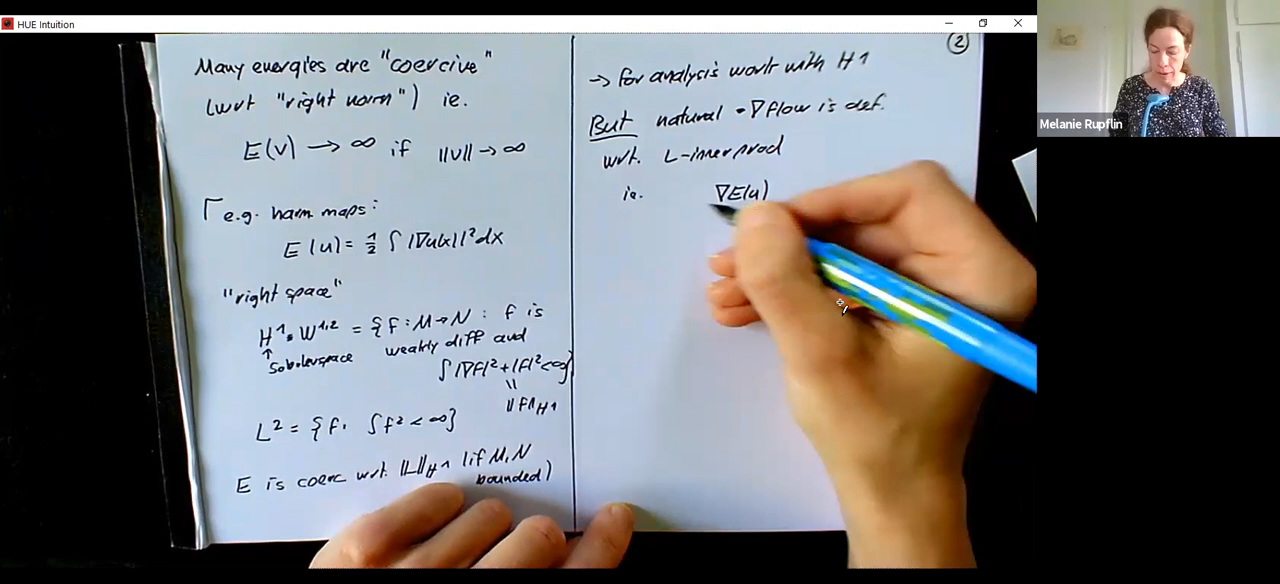 HUE Intuition
Many energies are "coercive"
(wrt "right norm") ie.
E(v) → ∞ if ||v|| → ∞
e.g. harm maps:
E(u) = 1/2 ∫ |∇u(x)|² dx
"right space"
H¹ = W^{1,2} = {f: M → N : f is
weakly diff and
Sobolev space
∫ |∇f|² + |f|² < ∞}
||
||f||_{H¹}
L² = {f, ∫ f² < ∞}
E is coerc wrt. || ||_{H¹} (if M, N
bounded)
②
→ for analysis work with H¹
But natural -∇flow is def.
wrt. L-inner prod
ie. ∇E(u)
Melanie Rupflin